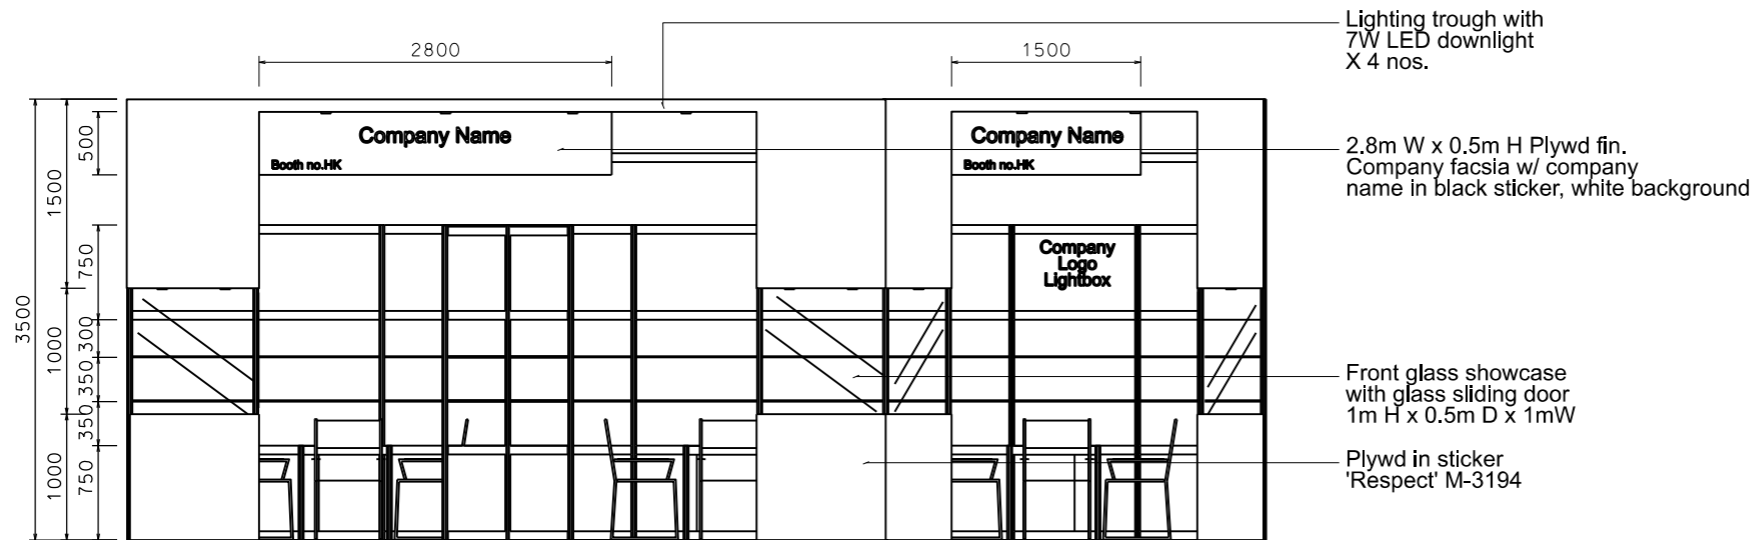 2800
1500
Lighting trough with
7W LED downlight
X 4 nos.
Company Name
Booth no.HK
Company Name
Booth no.HK
2.8m W x 0.5m H Plywd fin.
Company facsia w/ company
name in black sticker, white background
3500
1500
1000
1000
500
750
300
350
350
750
Company
Logo
Lightbox
Front glass showcase
with glass sliding door
1m H x 0.5m D x 1mW
Plywd in sticker
'Respect' M-3194